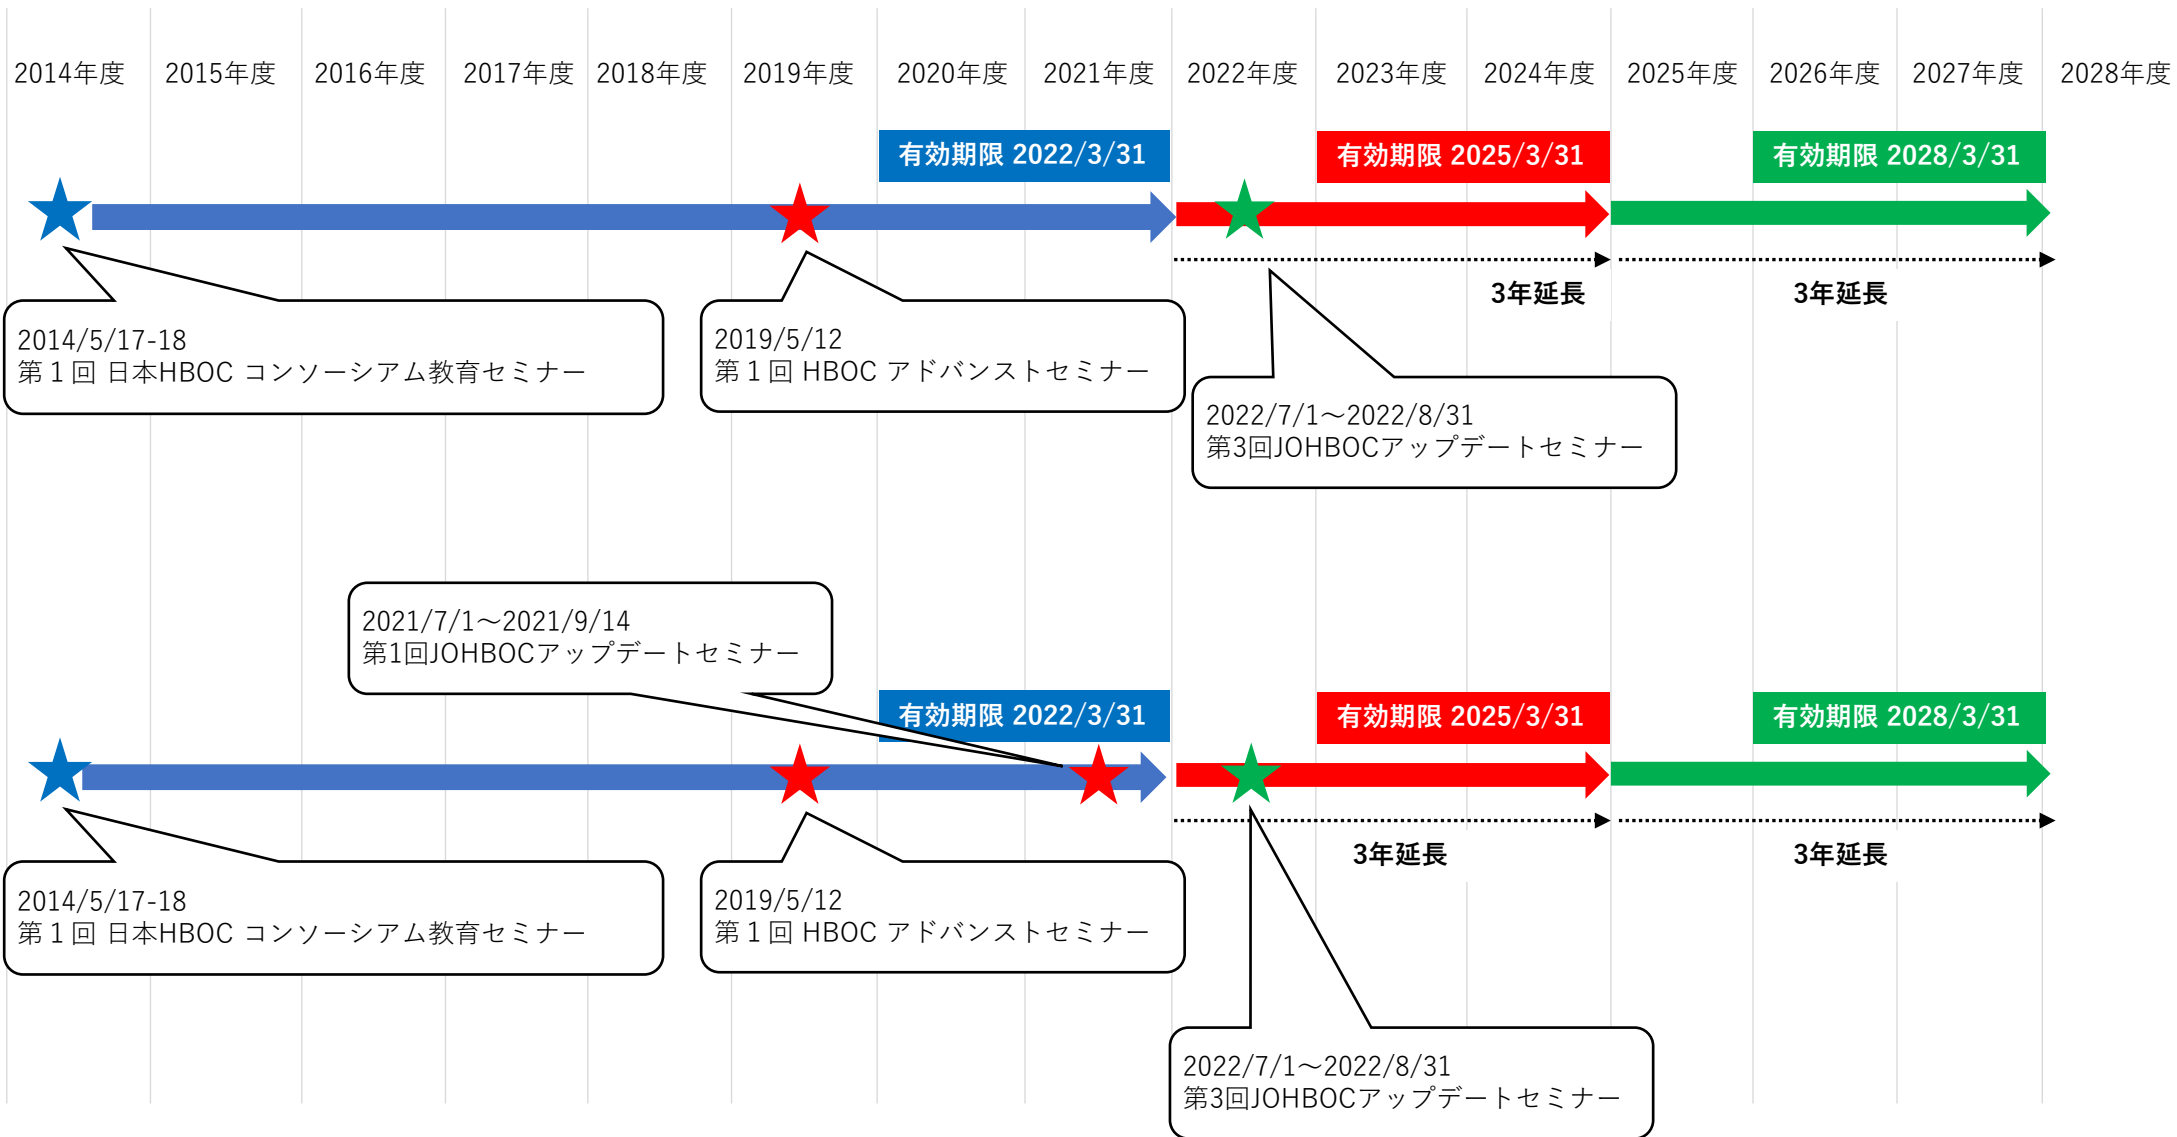 2014年度 2015年度 2016年度 2017年度 2018年度 2019年度 2020年度 2021年度 2022年度 2023年度 2024年度 2025年度 2026年度 2027年度 2028年度
有効期限 2022/3/31
有効期限 2025/3/31
有効期限 2028/3/31
3年延長
3年延長
2014/5/17-18
第１回 日本HBOC コンソーシアム教育セミナー
2019/5/12
第１回 HBOC アドバンストセミナー
2022/7/1～2022/8/31
第3回JOHBOCアップデートセミナー
2021/7/1～2021/9/14
第1回JOHBOCアップデートセミナー
有効期限 2022/3/31
有効期限 2025/3/31
有効期限 2028/3/31
3年延長
3年延長
2014/5/17-18
第１回 日本HBOC コンソーシアム教育セミナー
2019/5/12
第１回 HBOC アドバンストセミナー
2022/7/1～2022/8/31
第3回JOHBOCアップデートセミナー